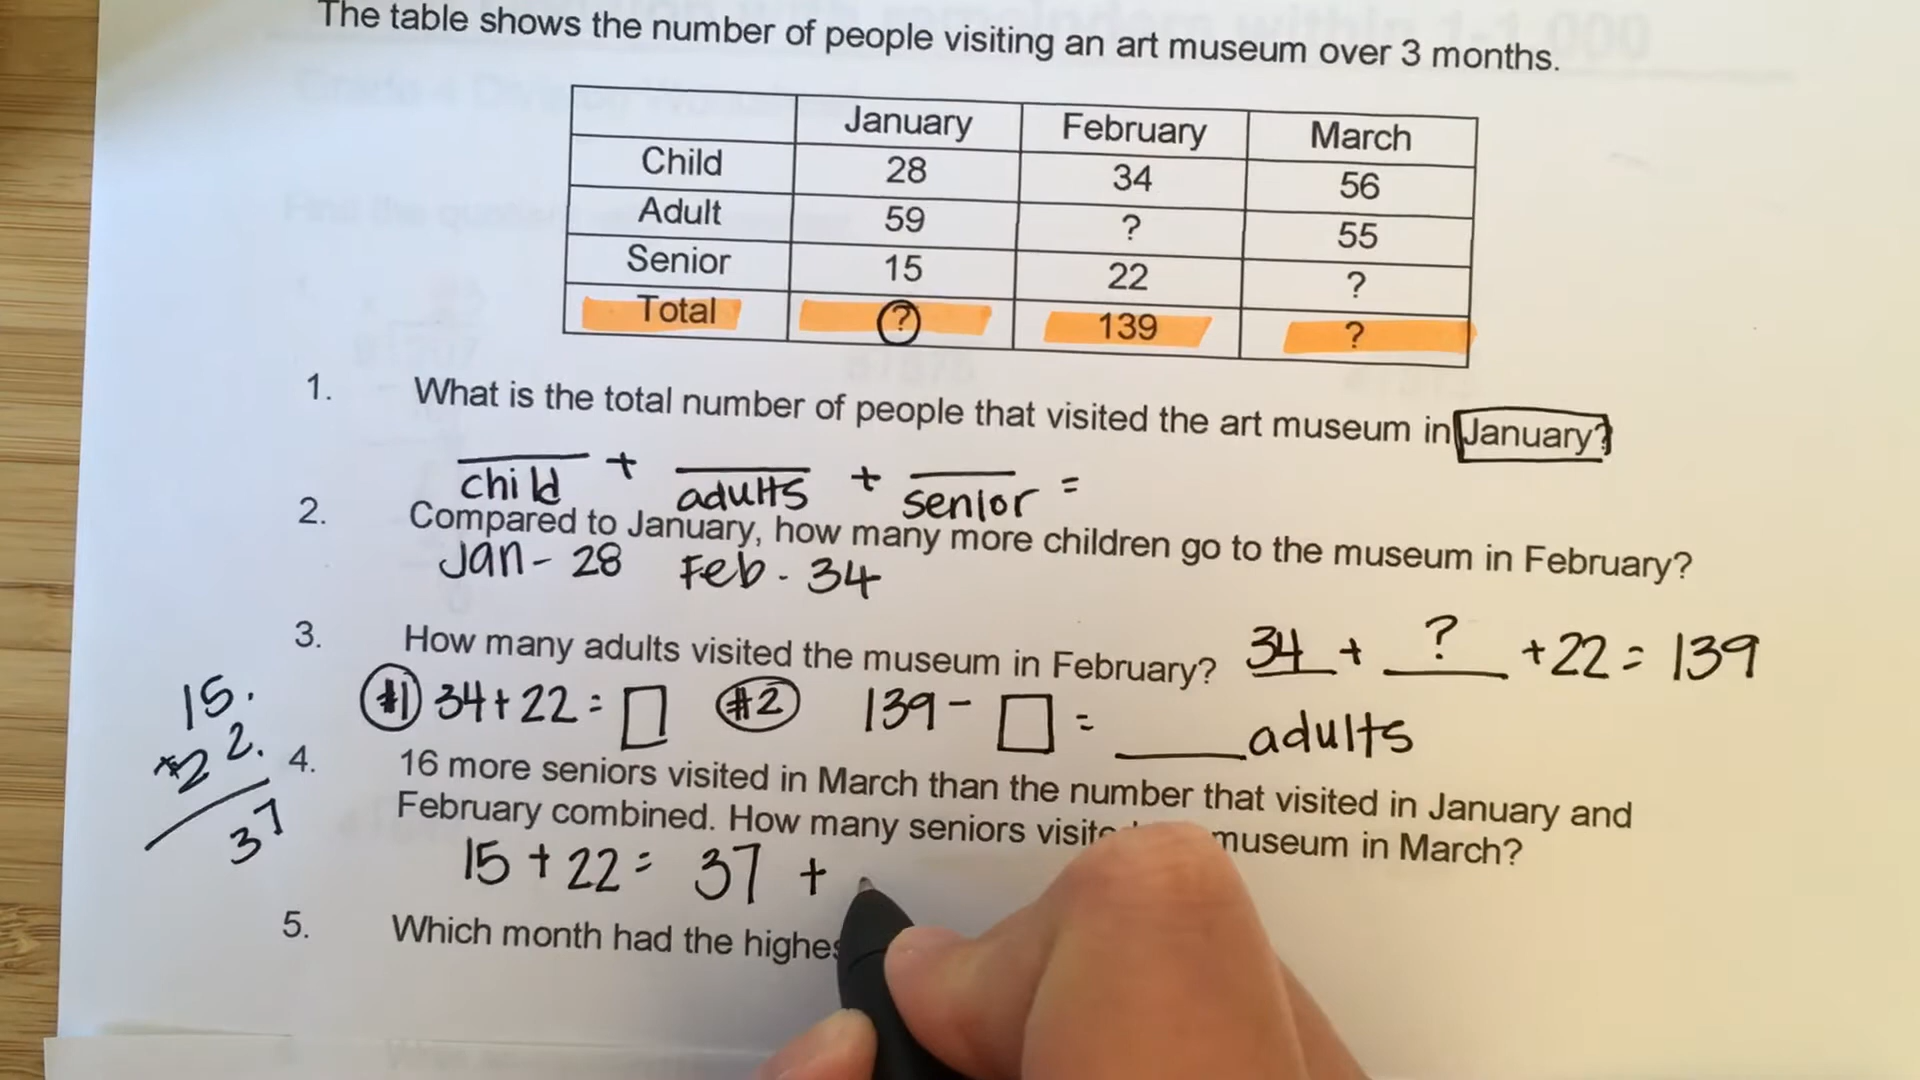 The table shows the number of people visiting an art museum over 3 months.
January February March
Child 28 34 56
Adult 59 ? 55
Senior 15 22 ?
Total ? 139 ?
1. What is the total number of people that visited the art museum in January?
child + adults + senior =
2. Compared to January, how many more children go to the museum in February?
Jan - 28 Feb - 34
3. How many adults visited the museum in February? 34 + ? + 22 = 139
#1 34 + 22 = #2 139 - = ____ adults
15
+22
37
4. 16 more seniors visited in March than the number that visited in January and
February combined. How many seniors museum in March?
15 + 22 = 37 +
5. Which month had the